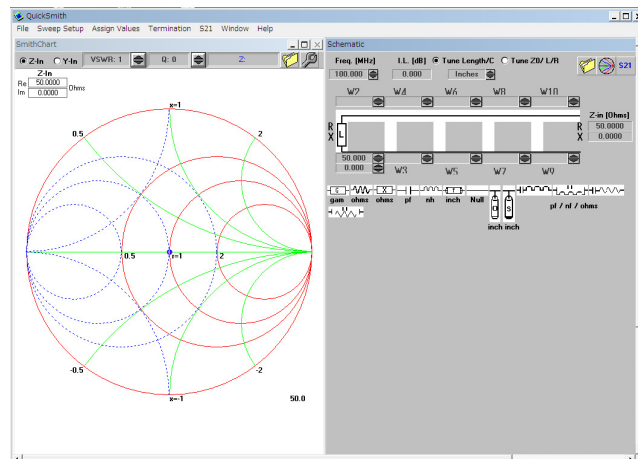 QuickSmith
File Sweep Setup Assign Values Termination S21 Window Help
SmithChart
Z-In Y-In VSWR: 1 Q: 0 Z:
Z-In
Re 50.0000 Ohms
Im 0.0000
x=1
0.5 2
0.5 r=1 2
-0.5 -2
x=-1
50.0
Schematic
Freq. [MHz] I.L. [dB] Tune Length/C Tune Z0/ L/R
100.000 0.000 Inches S21
W2 W4 W6 W8 W10
Z-in [Ohms]
R L R 50.0000
X X 0.0000
50.000
0.000 W3 W5 W7 W9
G X
gam ohms ohms pf nh inch Null pf / nf / ohms
O S
inch inch